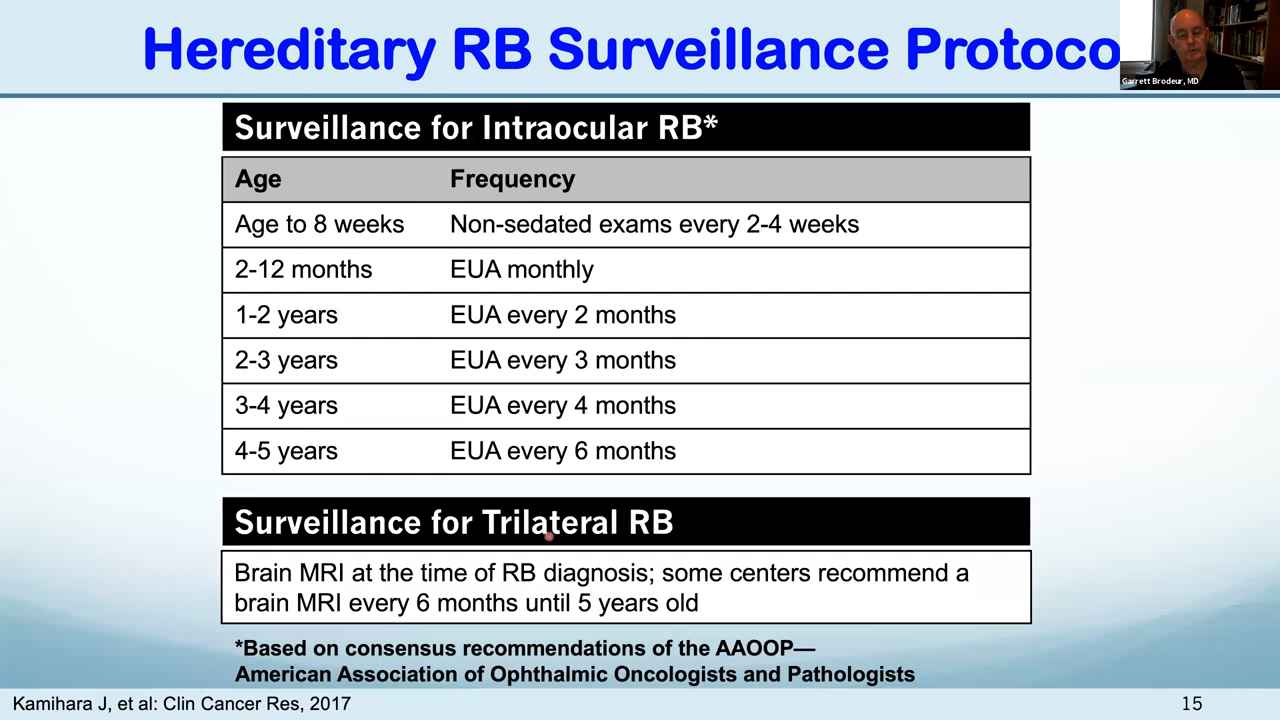 Hereditary RB Surveillance Protoco
Garrett Brodeur, MD
Surveillance for Intraocular RB*
Age Frequency
Age to 8 weeks Non-sedated exams every 2-4 weeks
2-12 months EUA monthly
1-2 years EUA every 2 months
2-3 years EUA every 3 months
3-4 years EUA every 4 months
4-5 years EUA every 6 months
Surveillance for Trilateral RB
Brain MRI at the time of RB diagnosis; some centers recommend a
brain MRI every 6 months until 5 years old
*Based on consensus recommendations of the AAOOP—
American Association of Ophthalmic Oncologists and Pathologists
Kamihara J, et al: Clin Cancer Res, 2017
15